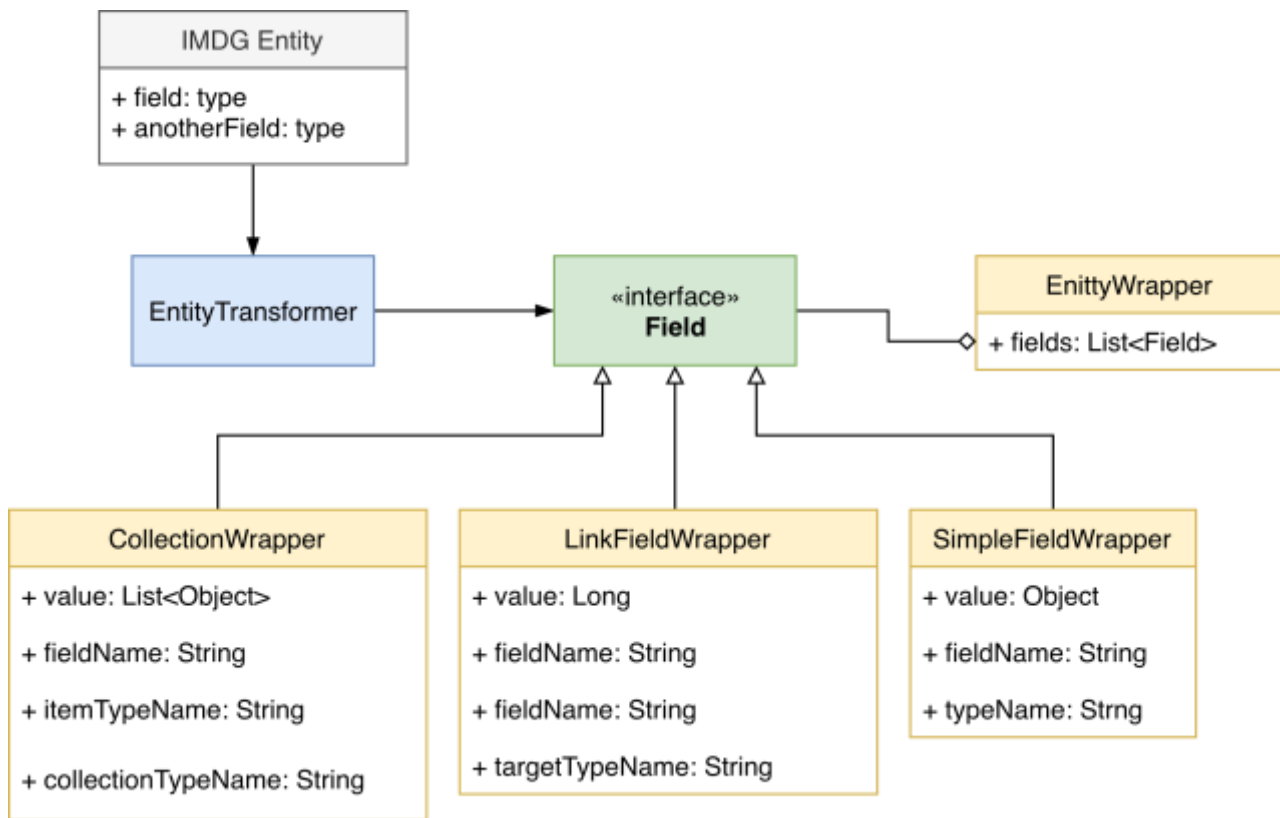 IMDG Entity
+ field: type
+ anotherField: type
EntityTransformer
«interface»
Field
EnittyWrapper
+ fields: List<Field>
CollectionWrapper
+ value: List<Object>
+ fieldName: String
+ itemTypeName: String
+ collectionTypeName: String
LinkFieldWrapper
+ value: Long
+ fieldName: String
+ fieldName: String
+ targetTypeName: String
SimpleFieldWrapper
+ value: Object
+ fieldName: String
+ typeName: Strng